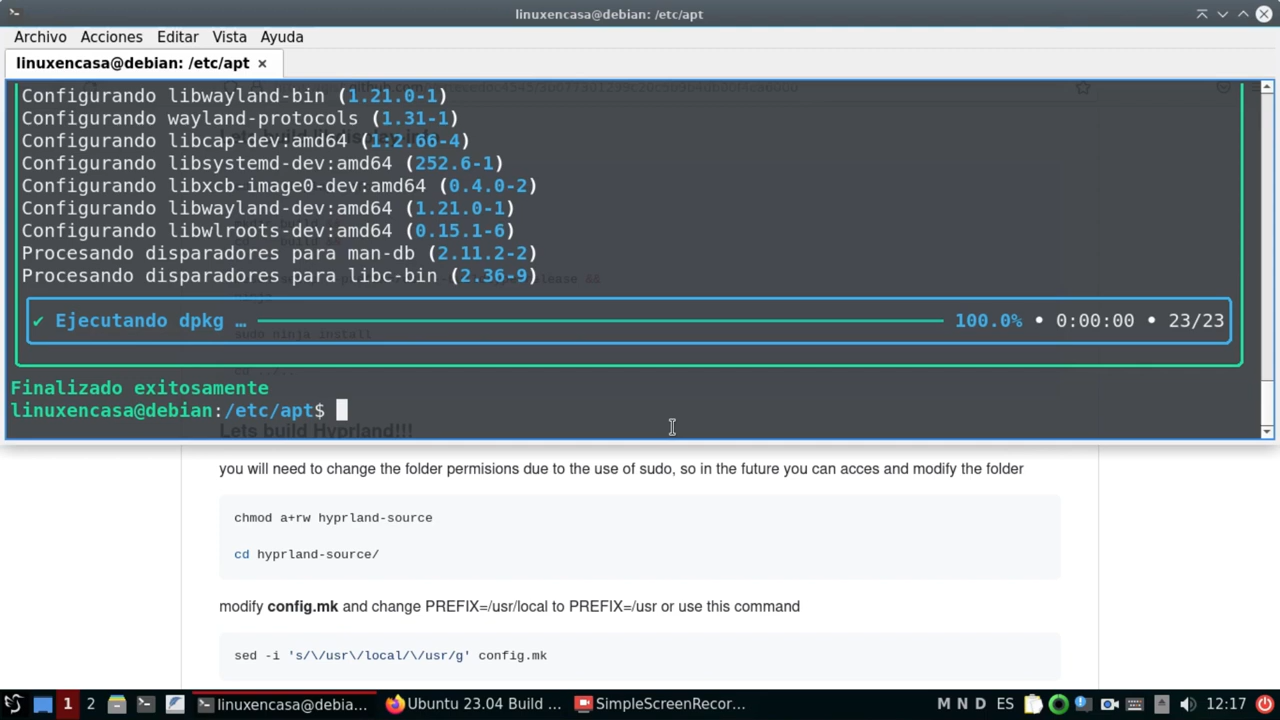 linuxencasa@debian: /etc/apt
Archivo Acciones Editar Vista Ayuda
linuxencasa@debian: /etc/apt ×
Configurando libwayland-bin (1.21.0-1)
Configurando wayland-protocols (1.31-1)
Configurando libcap-dev:amd64 (1:2.66-4)
Configurando libsystemd-dev:amd64 (252.6-1)
Configurando libxcb-image0-dev:amd64 (0.4.0-2)
Configurando libwayland-dev:amd64 (1.21.0-1)
Configurando libwlroots-dev:amd64 (0.15.1-6)
Procesando disparadores para man-db (2.11.2-2)
Procesando disparadores para libc-bin (2.36-9)
✔ Ejecutando dpkg … 100.0% • 0:00:00 • 23/23
sudo ninja install
Finalizado exitosamente
linuxencasa@debian:/etc/apt$
Lets build Hyprland!!!
you will need to change the folder permisions due to the use of sudo, so in the future you can acces and modify the folder
chmod a+rw hyprland-source
cd hyprland-source/
modify config.mk and change PREFIX=/usr/local to PREFIX=/usr or use this command
sed -i 's/\/usr\/local/\/usr/g' config.mk
1 2 linuxencasa@debia... Ubuntu 23.04 Build ... SimpleScreenRecor... M N D ES 12:17